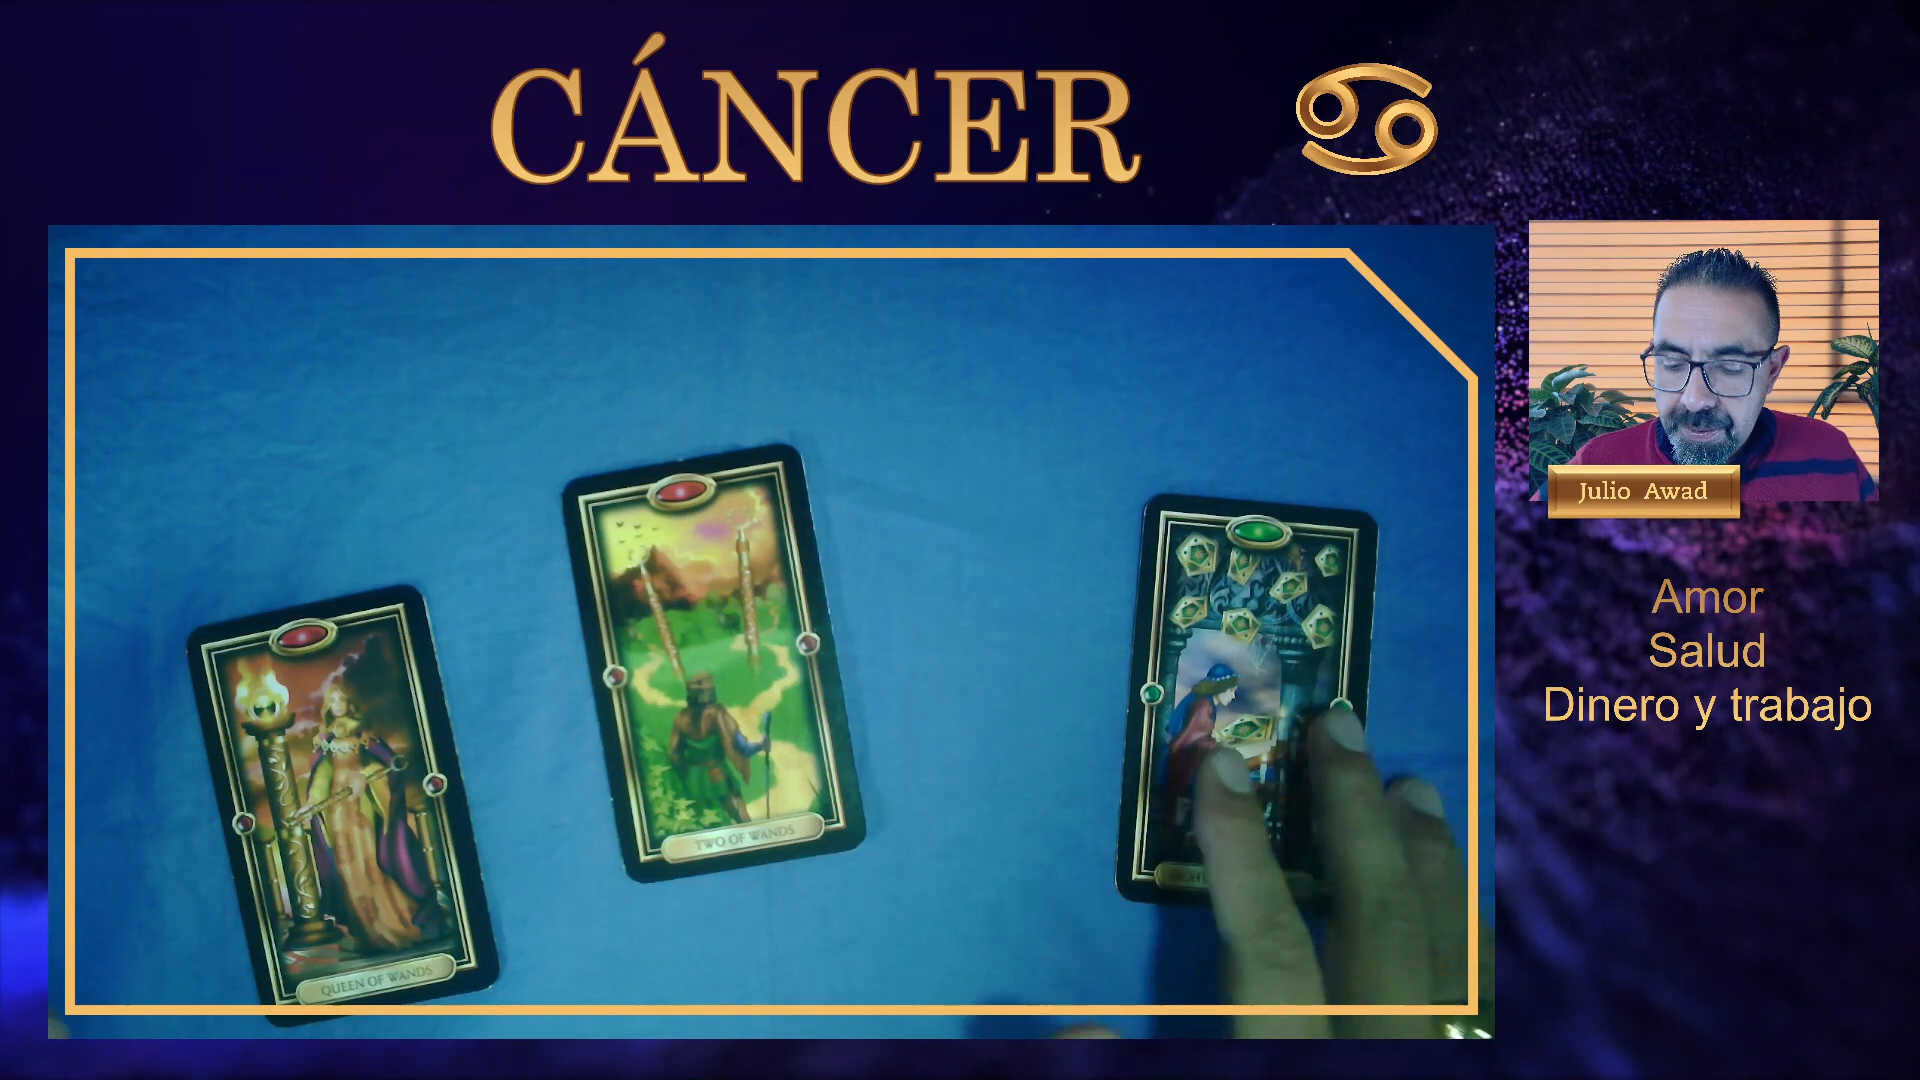 CÁNCER
Julio Awad
Amor
Salud
Dinero y trabajo
TWO OF WANDS
QUEEN OF WANDS